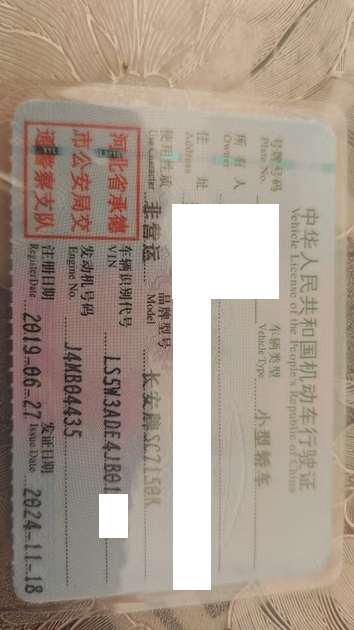 中华人民共和国机动车行驶证
Vehicle License of the People's Republic of China
号牌号码
Plate No.
车辆类型
Vehicle Type
小型轿车
所有人
Owner
住址
Address
使用性质
Use Character
非营运
品牌型号
Model
长安牌SC7150K
河北省承德
市公安局交
通警察支队
车辆识别代号
VIN
LS5W3ADE4JB01
发动机号码
Engine No.
J4MB04435
注册日期
Register Date
2019-06-27
发证日期
Issue Date
2024-11-18